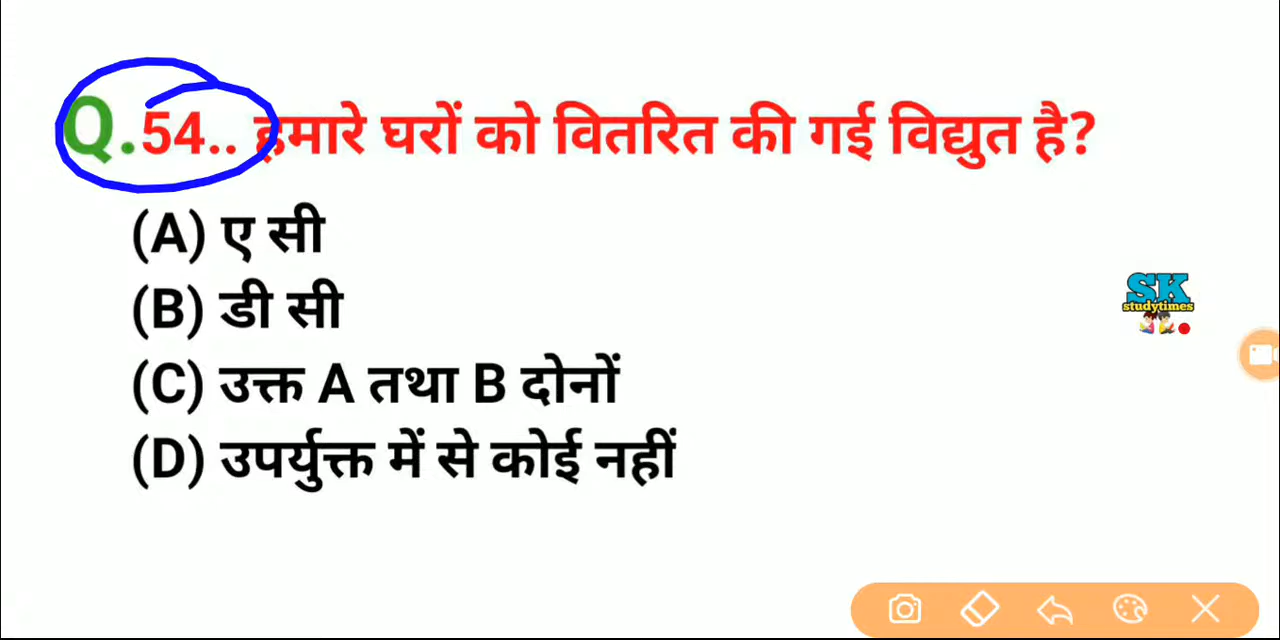 Q.54.. हमारे घरों को वितरित की गई विद्युत है?
(A) ए सी
(B) डी सी
(C) उक्त A तथा B दोनों
(D) उपर्युक्त में से कोई नहीं
SK
studytimes